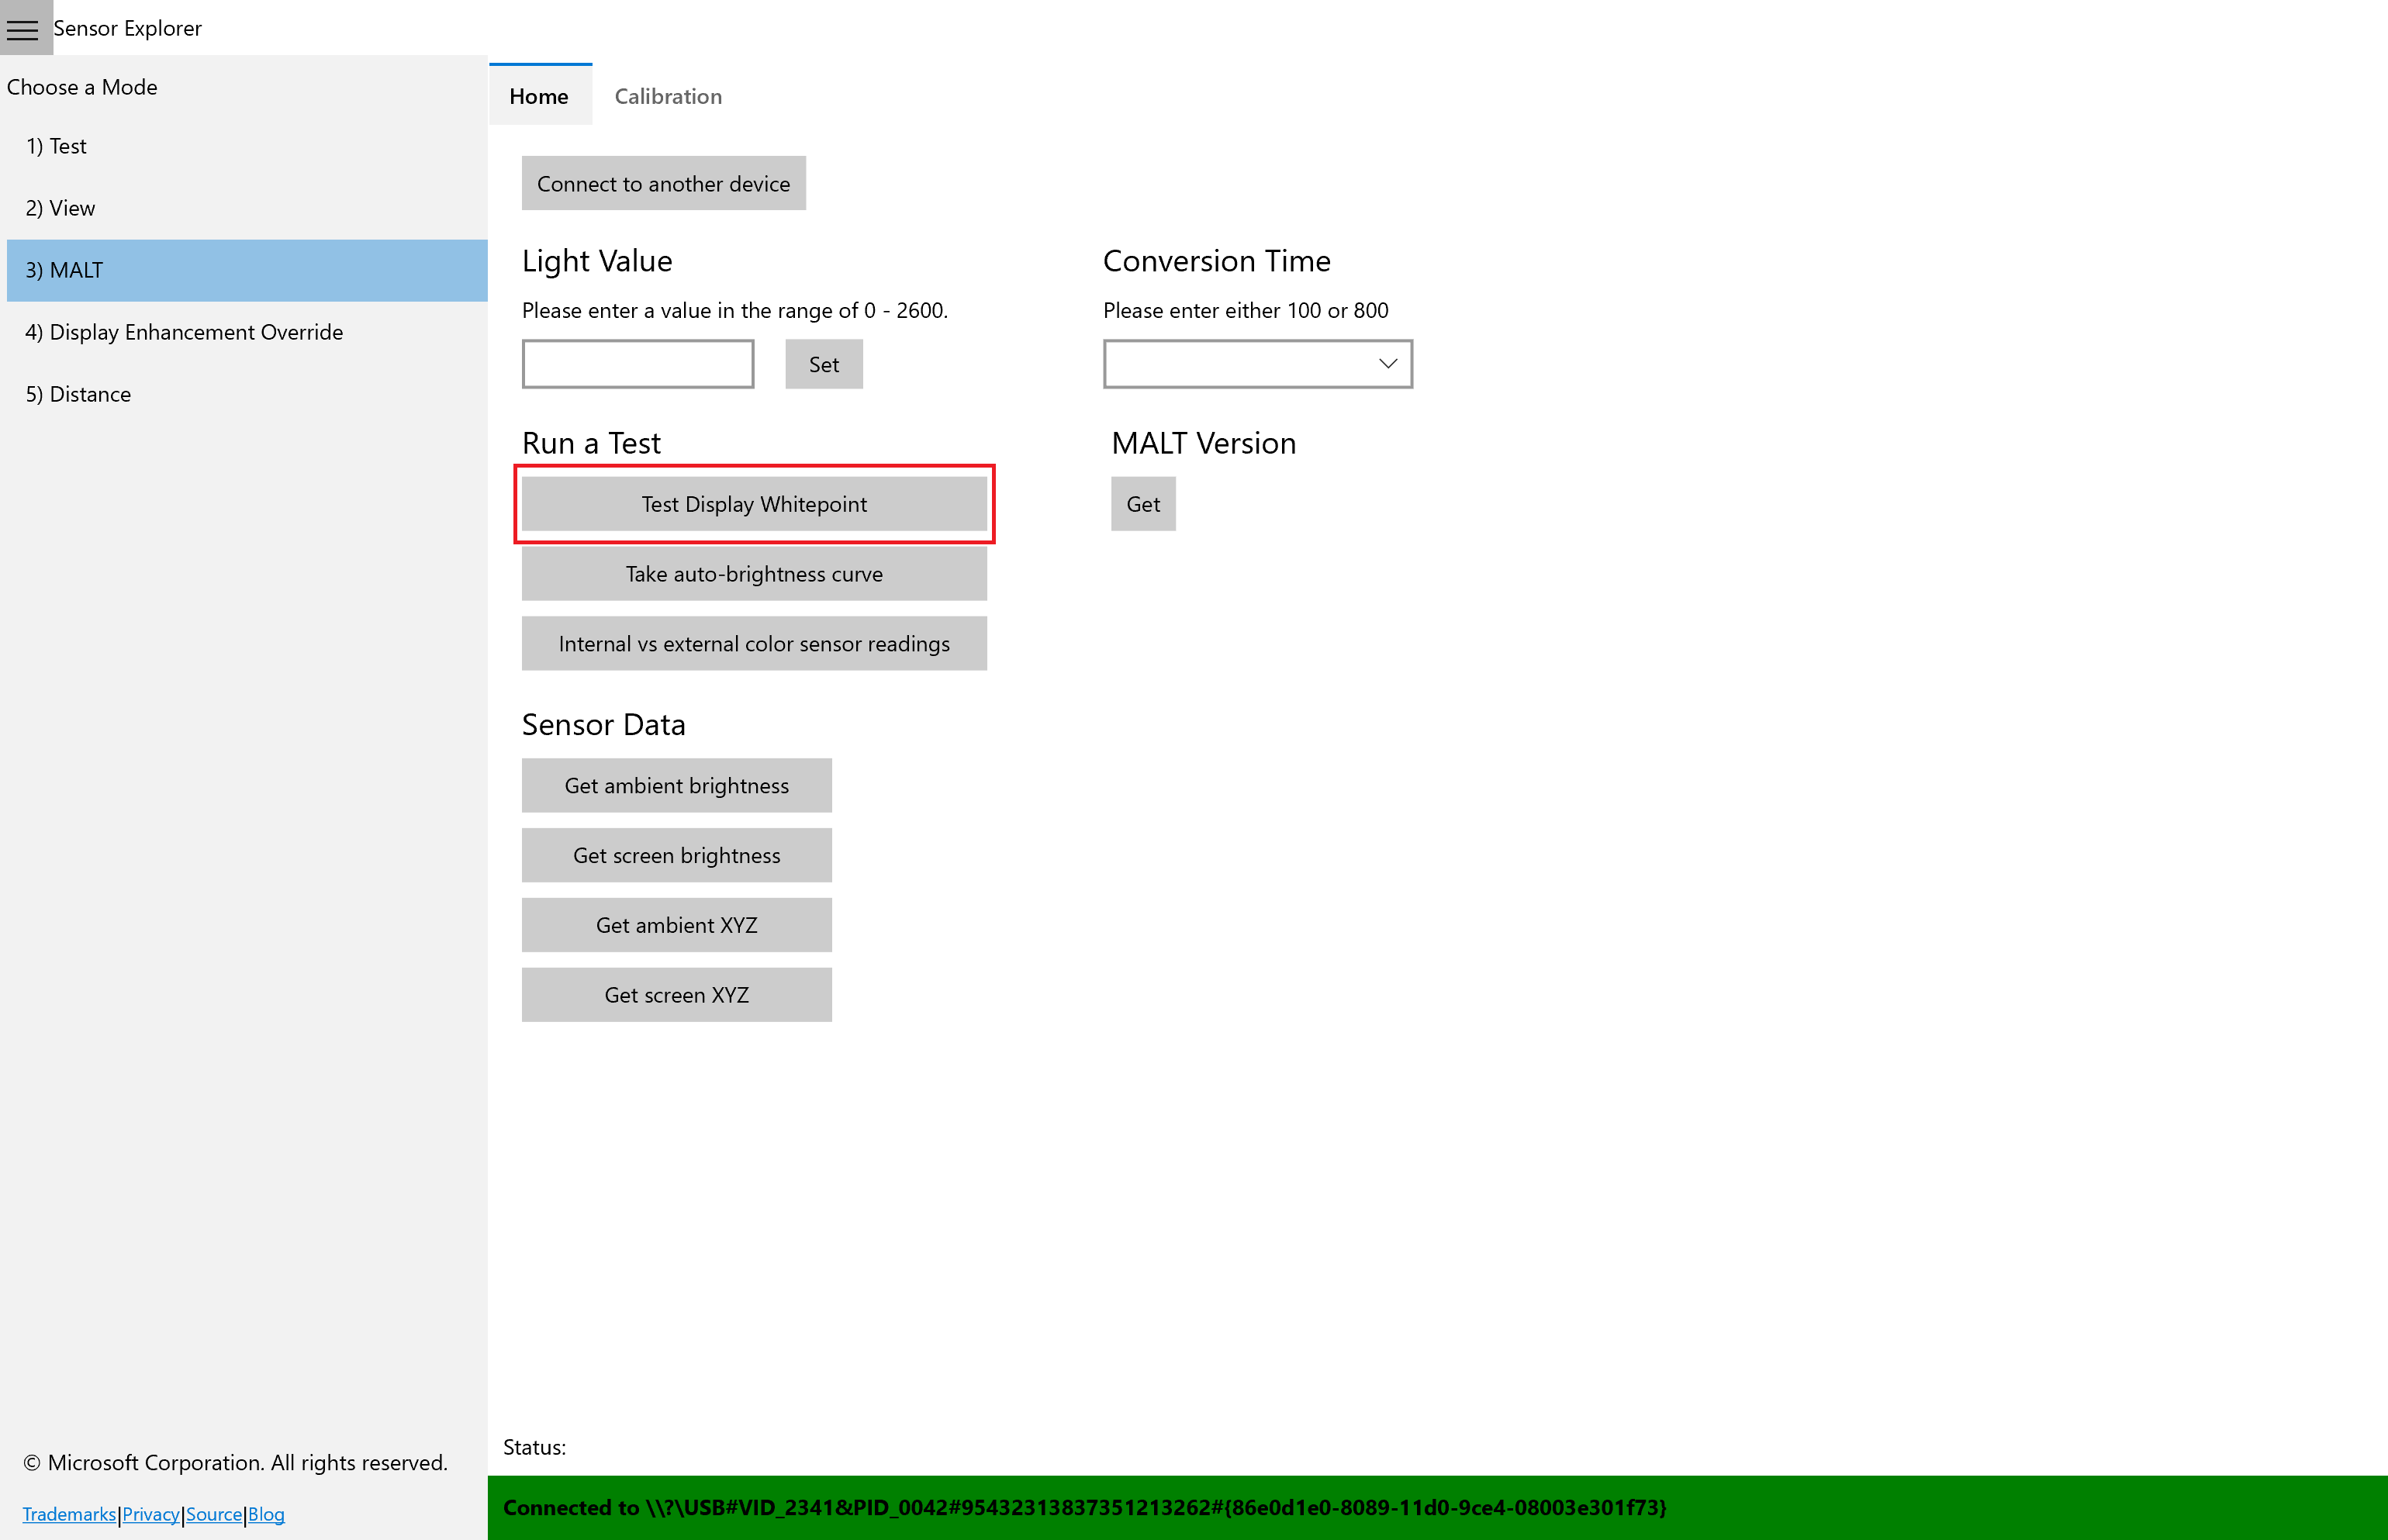 Sensor Explorer
Choose a Mode
1) Test
2) View
3) MALT
4) Display Enhancement Override
5) Distance
© Microsoft Corporation. All rights reserved.
Trademarks|Privacy|Source|Blog
Home Calibration
Connect to another device
Light Value
Please enter a value in the range of 0 - 2600.
Set
Conversion Time
Please enter either 100 or 800
Run a Test
Test Display Whitepoint
Take auto-brightness curve
Internal vs external color sensor readings
MALT Version
Get
Sensor Data
Get ambient brightness
Get screen brightness
Get ambient XYZ
Get screen XYZ
Status:
Connected to \\?\USB#VID_2341&PID_0042#95432313837351213262#{86e0d1e0-8089-11d0-9ce4-08003e301f73}